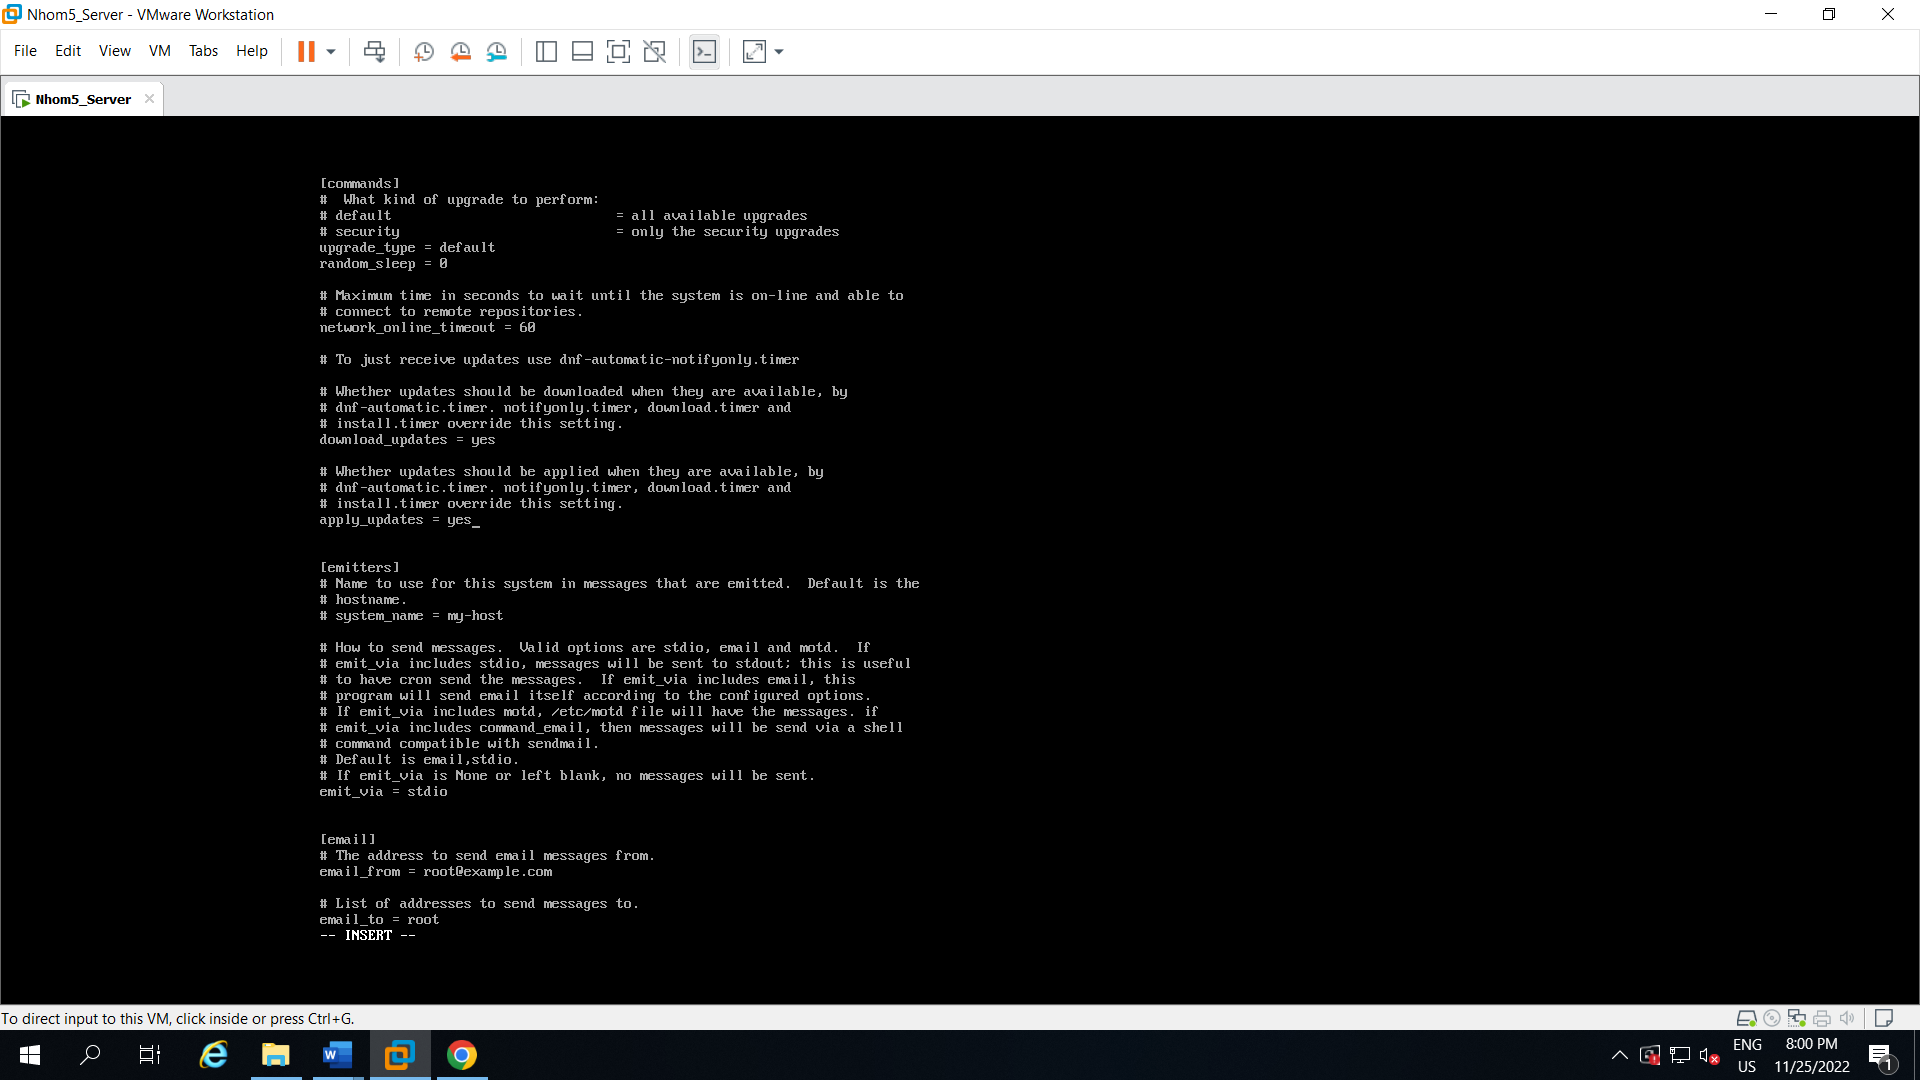 Nhom5_Server - VMware Workstation
File Edit View VM Tabs Help
Nhom5_Server
[commands]
#  What kind of upgrade to perform:
# default                            = all available upgrades
# security                           = only the security upgrades
upgrade_type = default
random_sleep = 0
# Maximum time in seconds to wait until the system is on-line and able to
# connect to remote repositories.
network_online_timeout = 60
# To just receive updates use dnf-automatic-notifyonly.timer
# Whether updates should be downloaded when they are available, by
# dnf-automatic.timer. notifyonly.timer, download.timer and
# install.timer override this setting.
download_updates = yes
# Whether updates should be applied when they are available, by
# dnf-automatic.timer. notifyonly.timer, download.timer and
# install.timer override this setting.
apply_updates = yes_
[emitters]
# Name to use for this system in messages that are emitted.  Default is the
# hostname.
# system_name = my-host
# How to send messages.  Valid options are stdio, email and motd.  If
# emit_via includes stdio, messages will be sent to stdout; this is useful
# to have cron send the messages.  If emit_via includes email, this
# program will send email itself according to the configured options.
# If emit_via includes motd, /etc/motd file will have the messages. if
# emit_via includes command_email, then messages will be send via a shell
# command compatible with sendmail.
# Default is email,stdio.
# If emit_via is None or left blank, no messages will be sent.
emit_via = stdio
[email]
# The address to send email messages from.
email_from = root@example.com
# List of addresses to send messages to.
email_to = root
-- INSERT --
To direct input to this VM, click inside or press Ctrl+G.
ENG
US
8:00 PM
11/25/2022
1